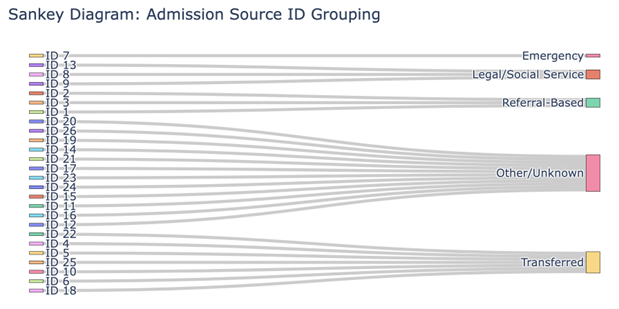 Sankey Diagram: Admission Source ID Grouping
ID 7
ID 13
ID 8
ID 9
ID 2
ID 3
ID 1
ID 20
ID 26
ID 19
ID 14
ID 21
ID 17
ID 23
ID 24
ID 15
ID 11
ID 16
ID 12
ID 22
ID 4
ID 5
ID 25
ID 10
ID 6
ID 18
Emergency
Legal/Social Service
Referral-Based
Other/Unknown
Transferred